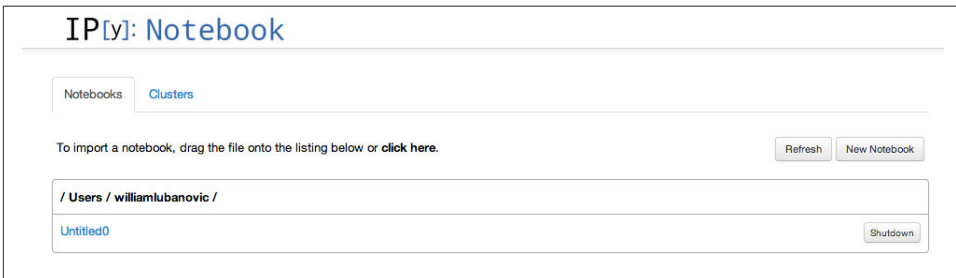 IP[y]: Notebook
Notebooks Clusters
To import a notebook, drag the file onto the listing below or click here. Refresh New Notebook
/ Users / williamlubanovic /
Untitled0 Shutdown